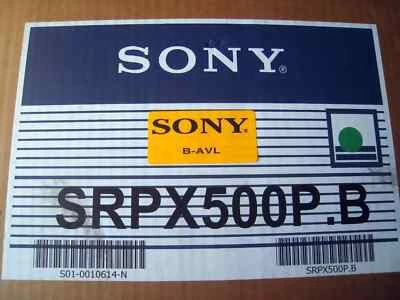 SONY®
SONY®
B-AVL
SRPX500P.B
S01-0010614-N
SRPX500P.B